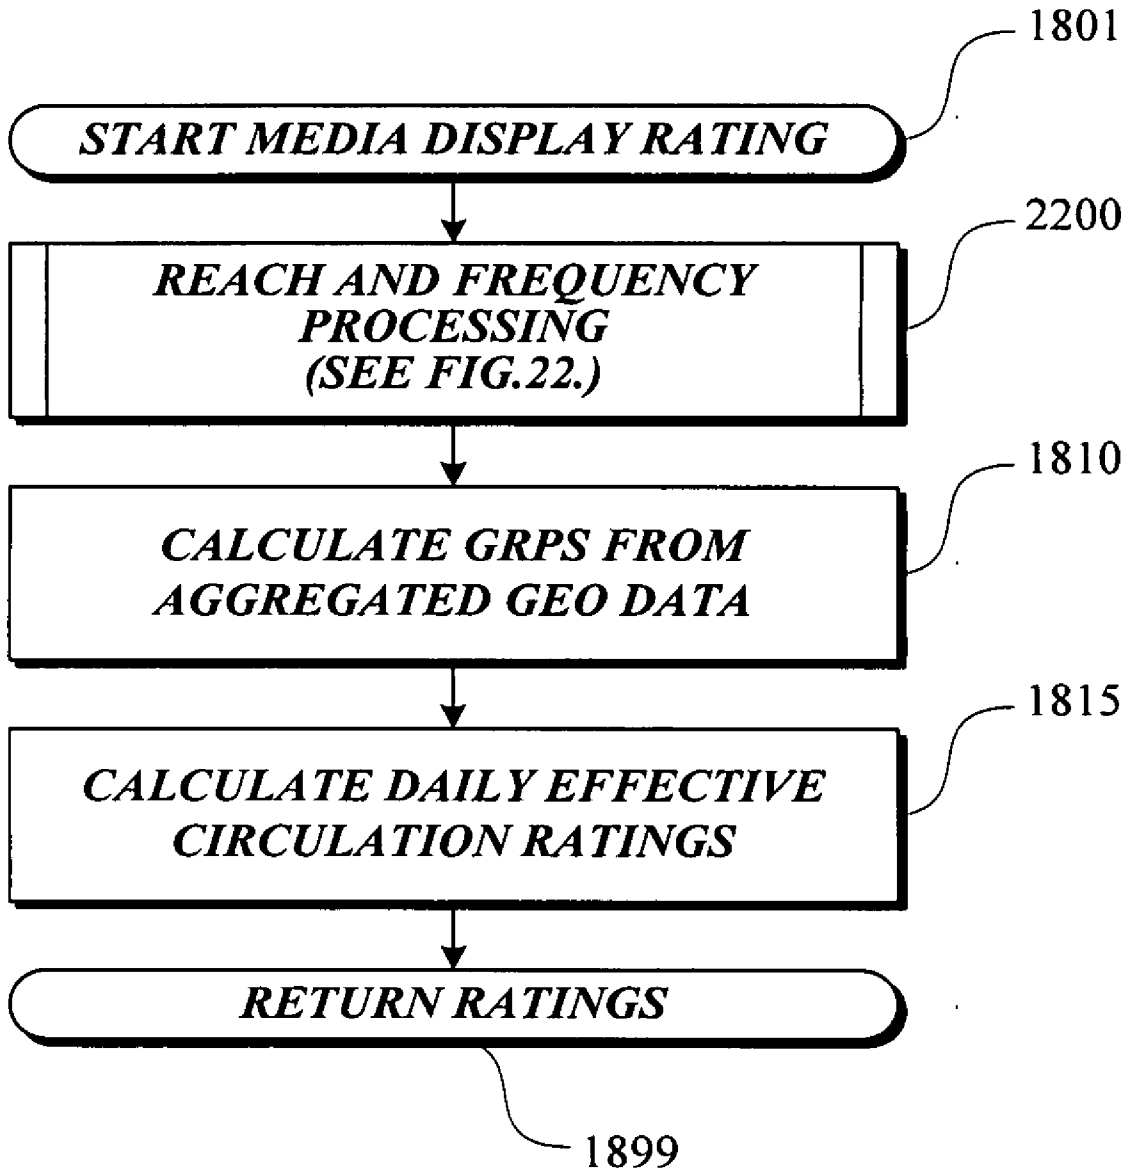 1801
START MEDIA DISPLAY RATING
2200
REACH AND FREQUENCY
PROCESSING
(SEE FIG.22.)
1810
CALCULATE GRPS FROM
AGGREGATED GEO DATA
1815
CALCULATE DAILY EFFECTIVE
CIRCULATION RATINGS
RETURN RATINGS
1899